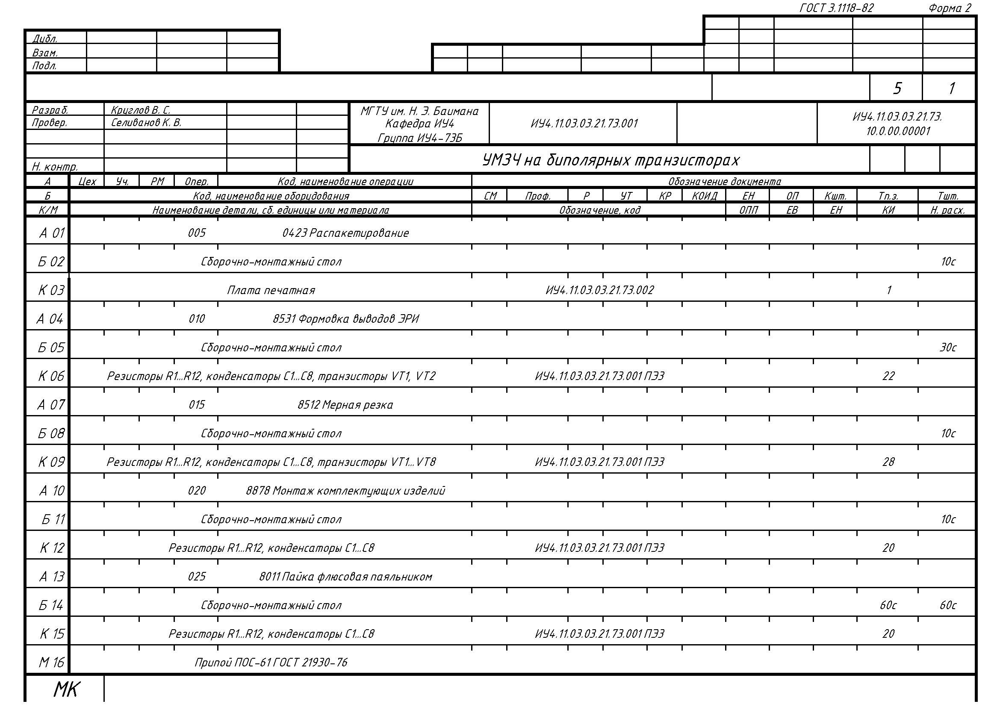 ГОСТ 3.1118-82 Форма 2
Дубл.
Взам.
Подл.
5 1
Разраб. Круглов В. С.
Провер. Селиванов К. В.
Н. контр.
МГТУ им. Н. Э. Баимана
Кафедра ИУ4
Группа ИУ4-73Б
ИУ4.11.03.03.21.73.001
ИУ4.11.03.03.21.73.
10.0.00.00001
УМЗЧ на биполярных транзисторах
А Цех Уч. РМ Опер. Код, наименование операции Обозначение документа
Б Код, наименование оборудования СМ Проф. Р УТ КР КОИД ЕН ОП Кшт. Тп.з. Тшт.
К/М Наименование детали, сб. единицы или материала Обозначение, код ОПП ЕВ ЕН КИ Н. расх.
А 01 005 0423 Распакетирование
Б 02 Сборочно-монтажный стол 10с
К 03 Плата печатная ИУ4.11.03.03.21.73.002 1
А 04 010 8531 Формовка выводов ЭРИ
Б 05 Сборочно-монтажный стол 30с
К 06 Резисторы R1...R12, конденсаторы С1...С8, транзисторы VT1, VT2 ИУ4.11.03.03.21.73.001 ПЭ3 22
А 07 015 8512 Мерная резка
Б 08 Сборочно-монтажный стол 10с
К 09 Резисторы R1...R12, конденсаторы С1...С8, транзисторы VT1...VT8 ИУ4.11.03.03.21.73.001 ПЭ3 28
А 10 020 8878 Монтаж комплектующих изделий
Б 11 Сборочно-монтажный стол 10с
К 12 Резисторы R1...R12, конденсаторы С1...С8 ИУ4.11.03.03.21.73.001 ПЭ3 20
А 13 025 8011 Пайка флюсовая паяльником
Б 14 Сборочно-монтажный стол 60с 60с
К 15 Резисторы R1...R12, конденсаторы С1...С8 ИУ4.11.03.03.21.73.001 ПЭ3 20
М 16 Припой ПОС-61 ГОСТ 21930-76
МК